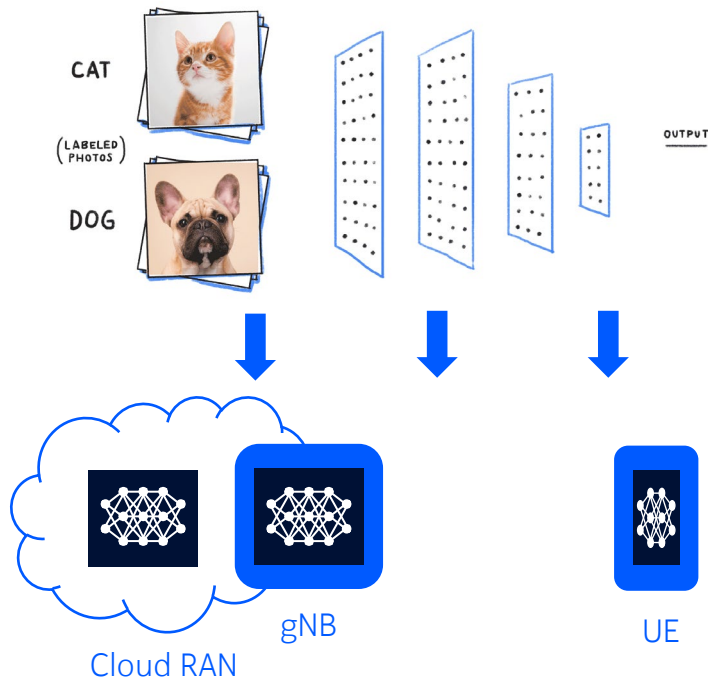 CAT
(LABELED
PHOTOS)
DOG
OUTPUT
gNB
UE
Cloud RAN